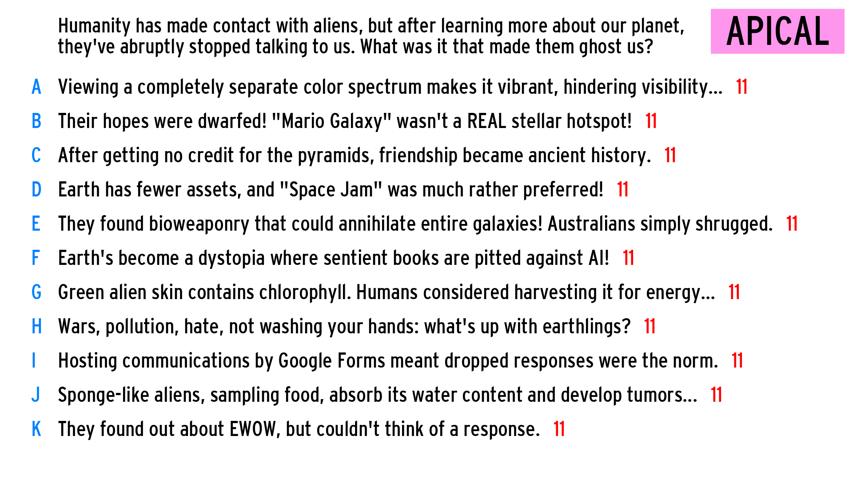 Humanity has made contact with aliens, but after learning more about our planet,
they've abruptly stopped talking to us. What was it that made them ghost us?
APICAL
A Viewing a completely separate color spectrum makes it vibrant, hindering visibility... 11
B Their hopes were dwarfed! "Mario Galaxy" wasn't a REAL stellar hotspot! 11
C After getting no credit for the pyramids, friendship became ancient history. 11
D Earth has fewer assets, and "Space Jam" was much rather preferred! 11
E They found bioweaponry that could annihilate entire galaxies! Australians simply shrugged. 11
F Earth's become a dystopia where sentient books are pitted against AI! 11
G Green alien skin contains chlorophyll. Humans considered harvesting it for energy... 11
H Wars, pollution, hate, not washing your hands: what's up with earthlings? 11
I Hosting communications by Google Forms meant dropped responses were the norm. 11
J Sponge-like aliens, sampling food, absorb its water content and develop tumors... 11
K They found out about EWOW, but couldn't think of a response. 11